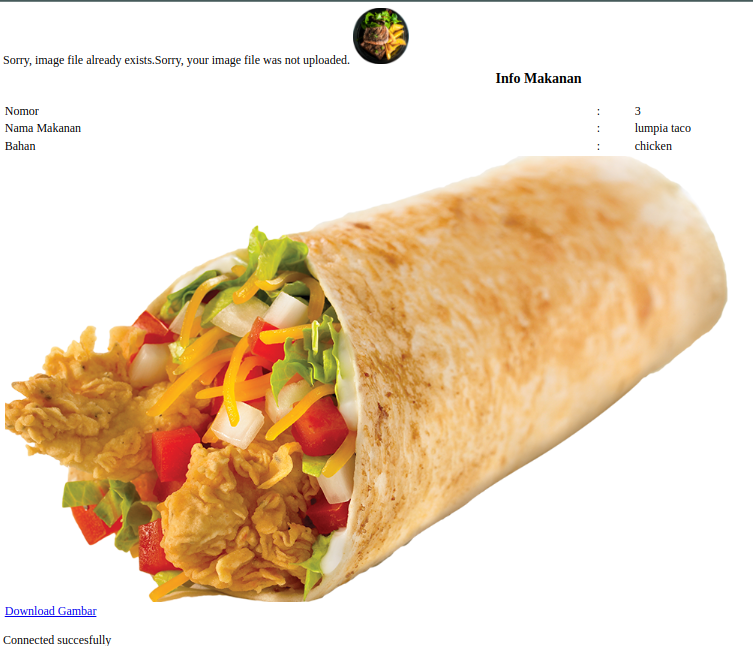 Sorry, image file already exists.Sorry, your image file was not uploaded.
Info Makanan
Nomor : 3
Nama Makanan : lumpia taco
Bahan : chicken
Download Gambar
Connected succesfully